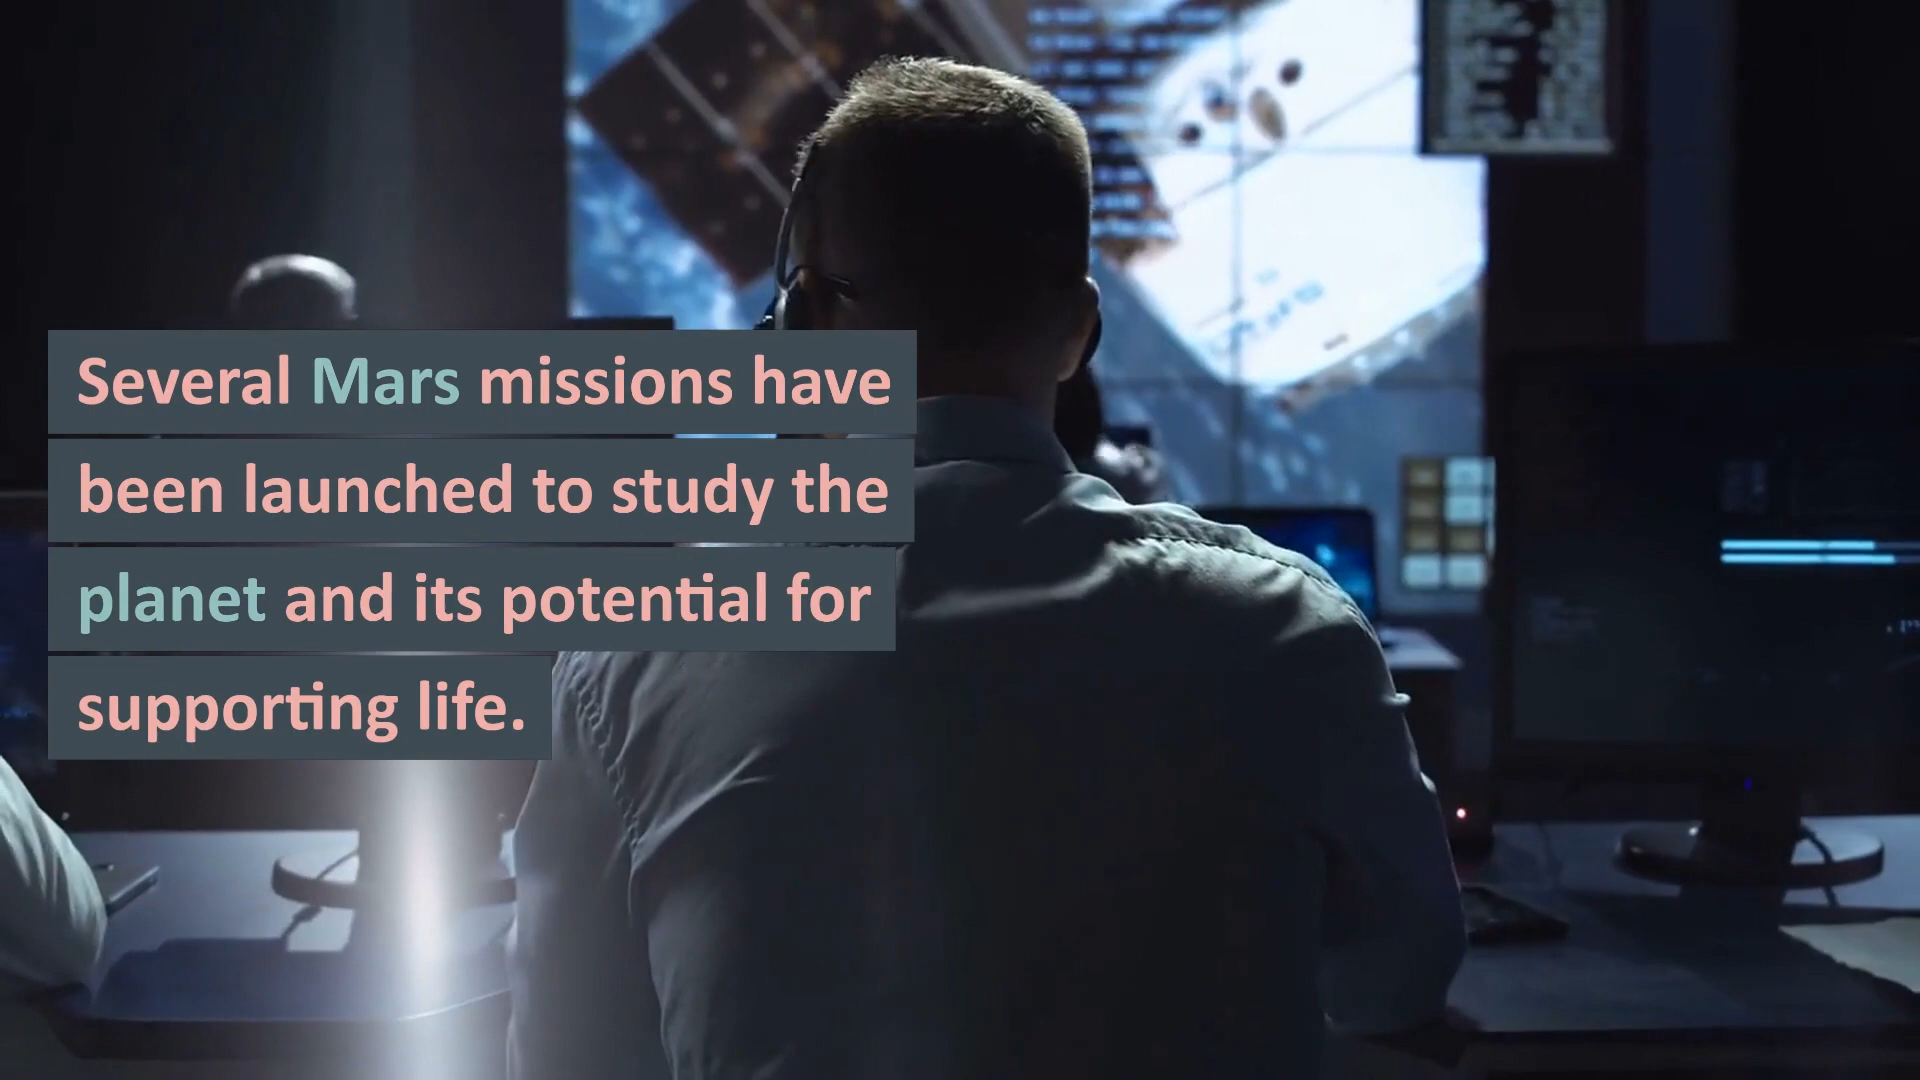 Several Mars missions have
been launched to study the
planet and its potential for
supporting life.